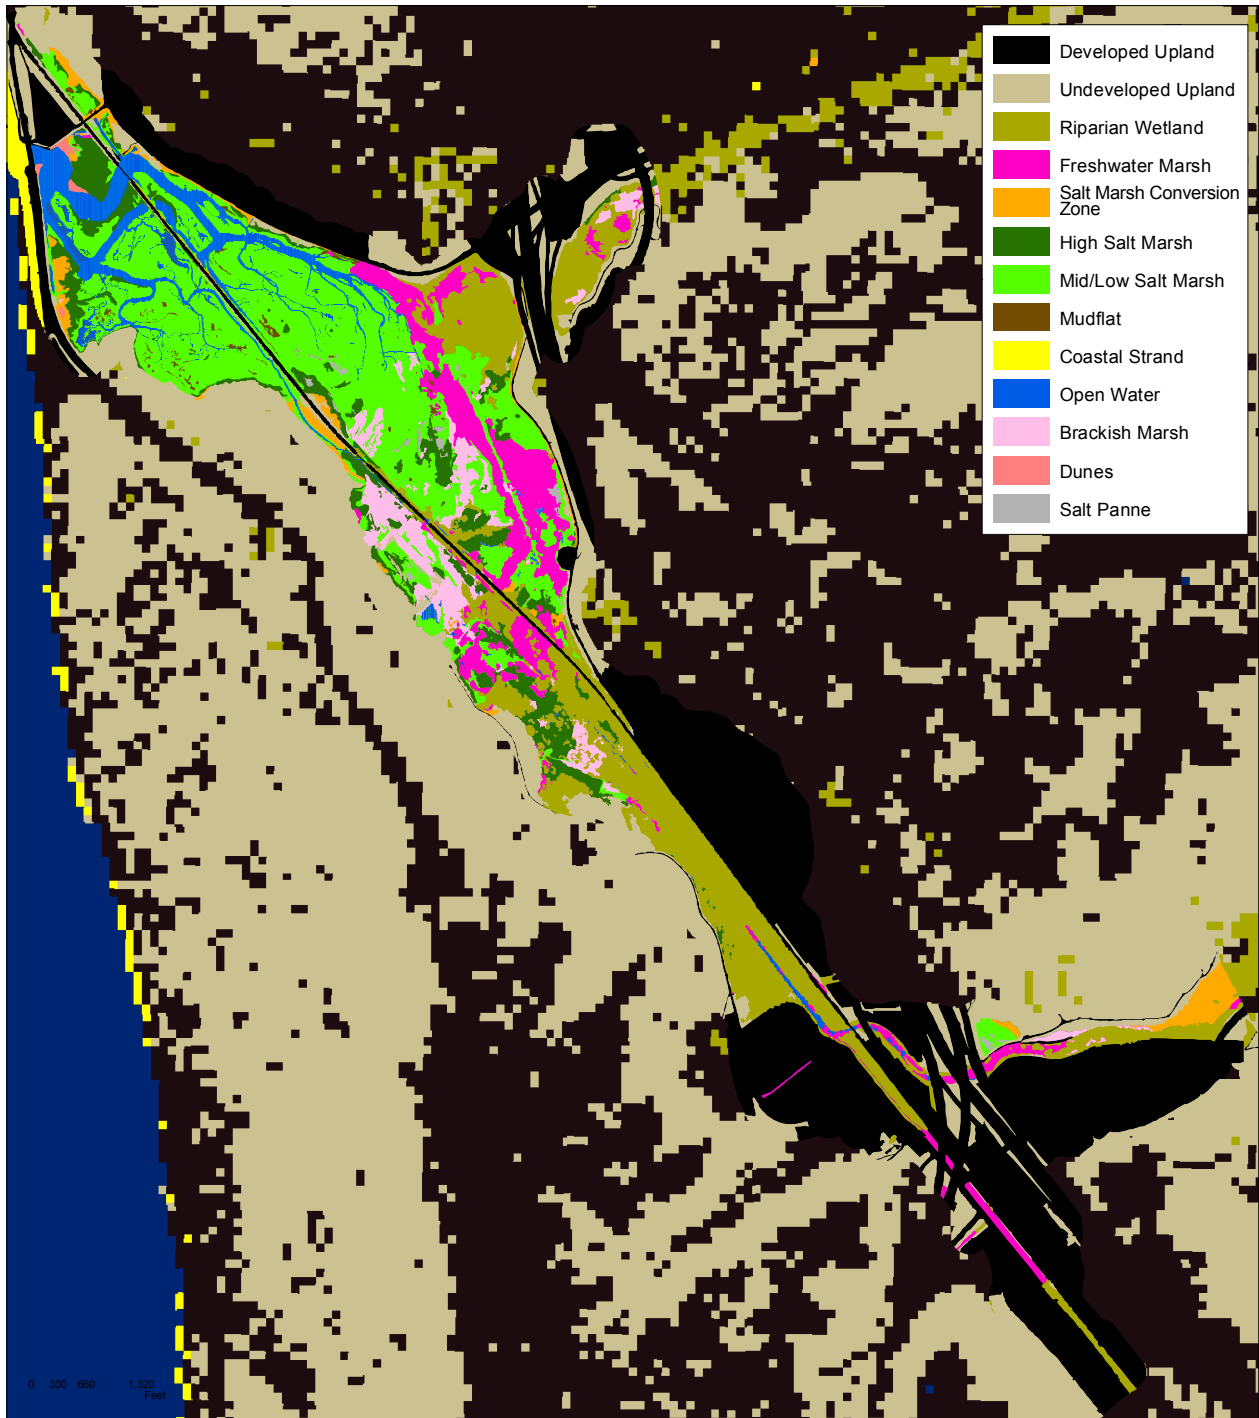 Developed Upland
Undeveloped Upland
Riparian Wetland
Freshwater Marsh
Salt Marsh Conversion
Zone
High Salt Marsh
Mid/Low Salt Marsh
Mudflat
Coastal Strand
Open Water
Brackish Marsh
Dunes
Salt Panne
0 330 660 1,320
Feet